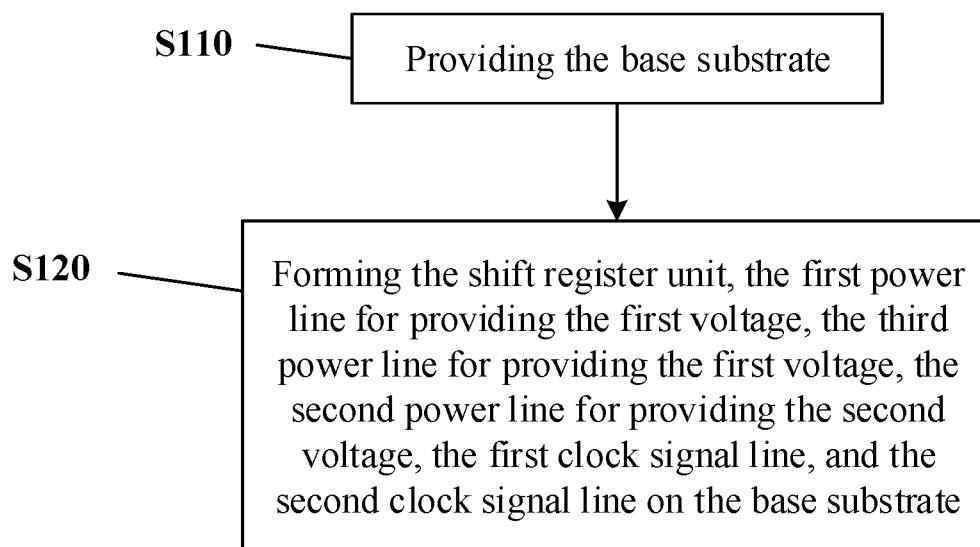 S110
Providing the base substrate
S120
Forming the shift register unit, the first power
line for providing the first voltage, the third
power line for providing the first voltage, the
second power line for providing the second
voltage, the first clock signal line, and the
second clock signal line on the base substrate